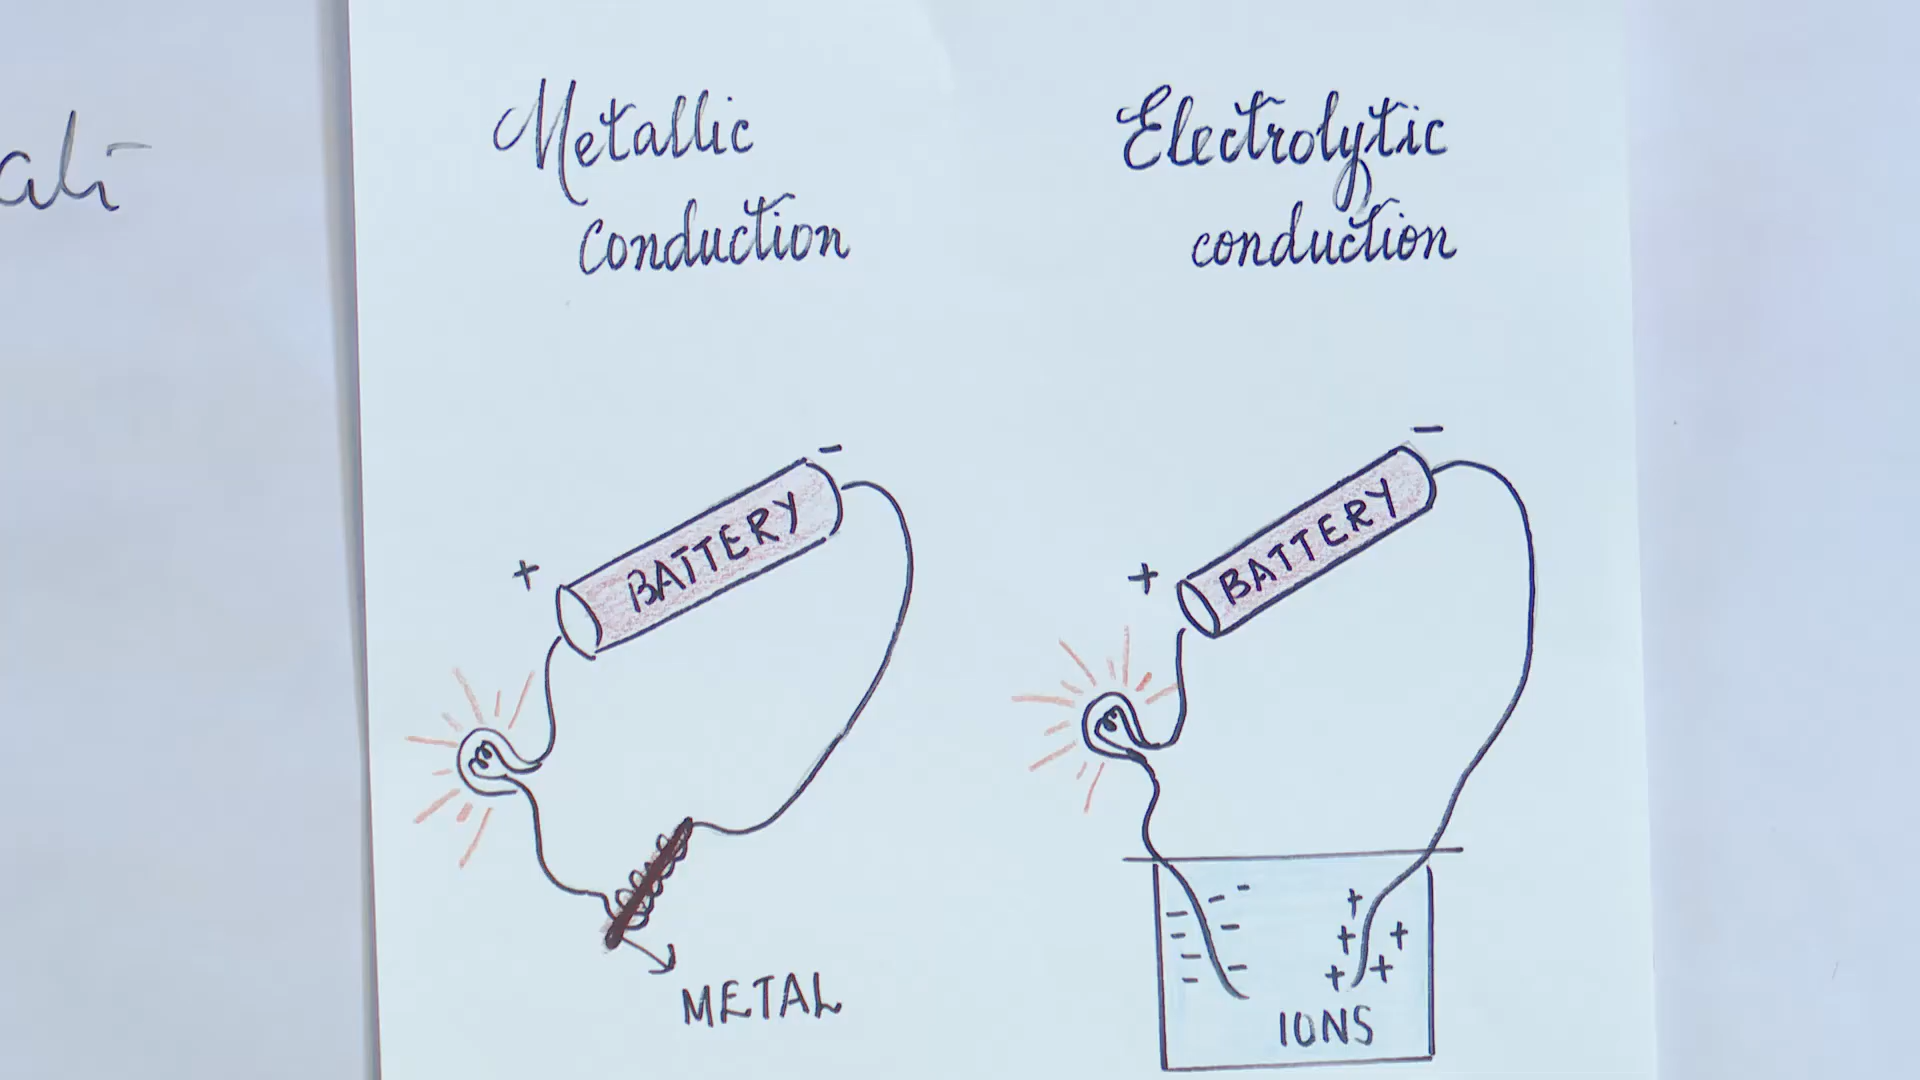 Metallic
Conduction
Electrolytic
conduction
-
+
BATTERY
METAL
-
+
BATTERY
- -
- -
- -
-
+
+ +
+ +
IONS